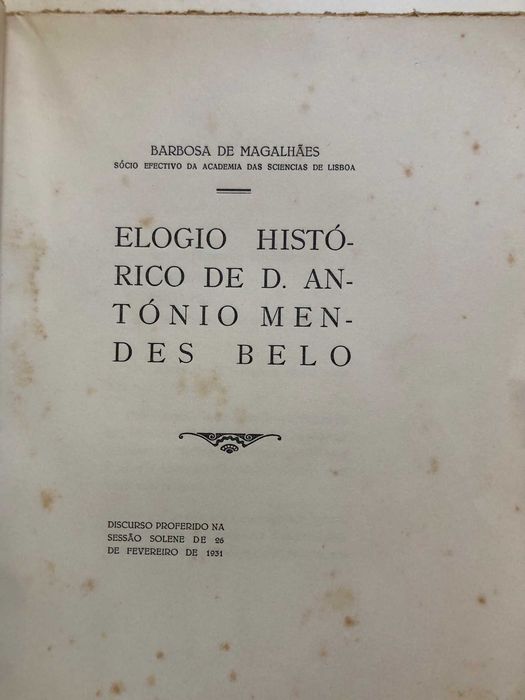 BARBOSA DE MAGALHÃES
SÓCIO EFECTIVO DA ACADEMIA DAS SCIENCIAS DE LISBOA
ELOGIO HISTÓ-
RICO DE D. AN-
TÓNIO MEN-
DES BELO
DISCURSO PROFERIDO NA
SESSÃO SOLENE DE 26
DE FEVEREIRO DE 1931